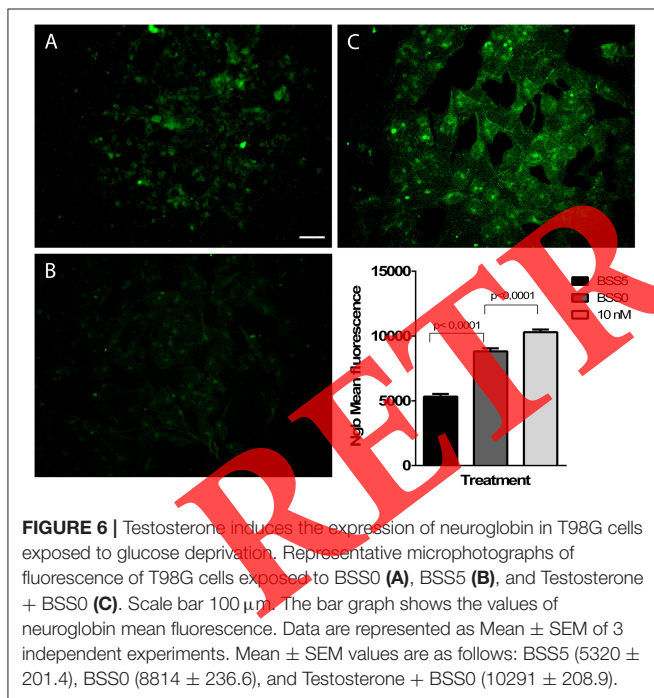 A
C
B
15000
10000
5000
0
Ngb Mean fluorescence
p< 0,0001
p<0,0001
BSS5
BSS0
10 nM
Treatment
RETR
FIGURE 6 | Testosterone induces the expression of neuroglobin in T98G cells
exposed to glucose deprivation. Representative microphotographs of
fluorescence of T98G cells exposed to BSS0 (A), BSS5 (B), and Testosterone
+ BSS0 (C). Scale bar 100 μm. The bar graph shows the values of
neuroglobin mean fluorescence. Data are represented as Mean ± SEM of 3
independent experiments. Mean ± SEM values are as follows: BSS5 (5320 ±
201.4), BSS0 (8814 ± 236.6), and Testosterone + BSS0 (10291 ± 208.9).